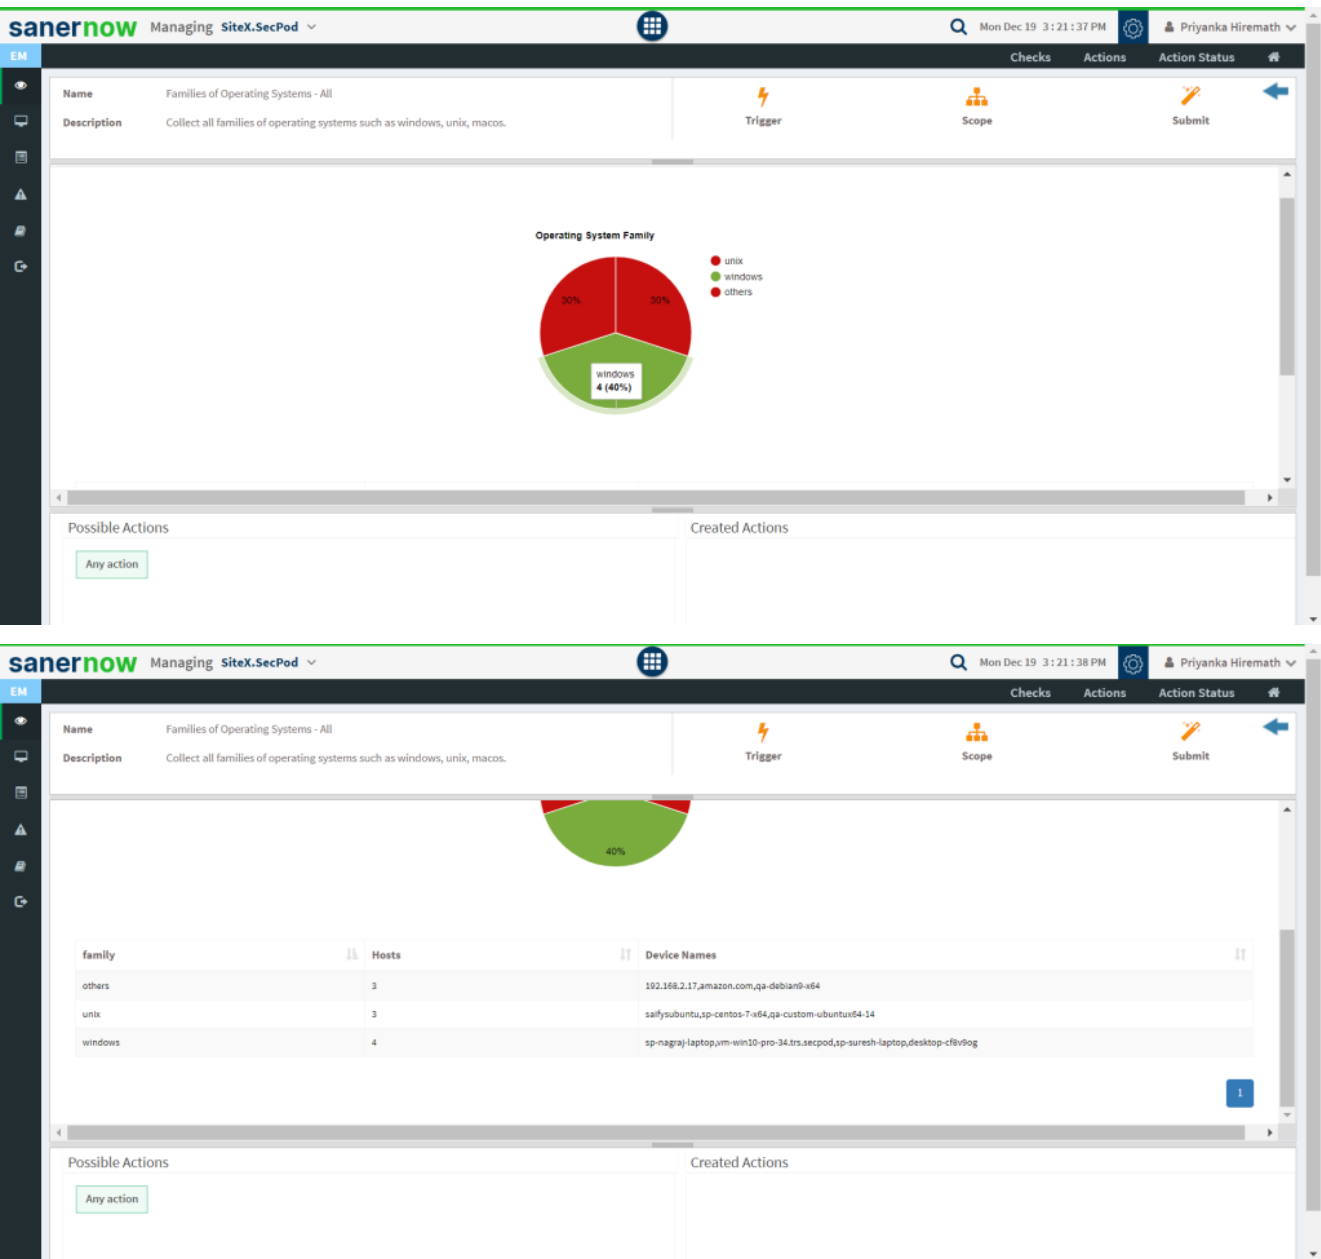 sanernow Managing SiteX.SecPod Mon Dec 19 3:21:37 PM Priyanka Hiremath
EM Checks Actions Action Status
Name Families of Operating Systems - All
Description Collect all families of operating systems such as windows, unix, macos.
Trigger Scope Submit
Operating System Family
unix
windows
others
30% 30%
windows
4 (40%)
Possible Actions Created Actions
Any action
sanernow Managing SiteX.SecPod Mon Dec 19 3:21:38 PM Priyanka Hiremath
EM Checks Actions Action Status
Name Families of Operating Systems - All
Description Collect all families of operating systems such as windows, unix, macos.
Trigger Scope Submit
40%
family Hosts Device Names
others 3 192.168.2.17,amazon.com,qa-debian9-x64
unix 3 saifysubuntu,sp-centos-7-x64,qa-custom-ubuntux64-14
windows 4 sp-nagraj-laptop,vm-win10-pro-34.trs.secpod,sp-suresh-laptop,desktop-cf8v9og
1
Possible Actions Created Actions
Any action